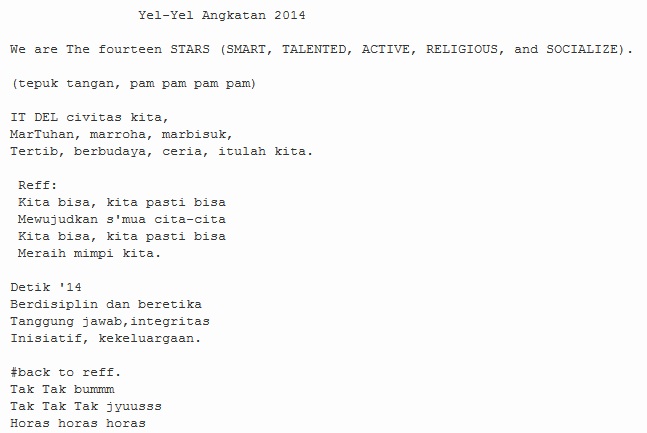 Yel-Yel Angkatan 2014
We are The fourteen STARS (SMART, TALENTED, ACTIVE, RELIGIOUS, and SOCIALIZE).
(tepuk tangan, pam pam pam pam)
IT DEL civitas kita,
MarTuhan, marroha, marbisuk,
Tertib, berbudaya, ceria, itulah kita.
Reff:
Kita bisa, kita pasti bisa
Mewujudkan s'mua cita-cita
Kita bisa, kita pasti bisa
Meraih mimpi kita.
Detik '14
Berdisiplin dan beretika
Tanggung jawab,integritas
Inisiatif, kekeluargaan.
#back to reff.
Tak Tak bummm
Tak Tak Tak jyuusss
Horas horas horas